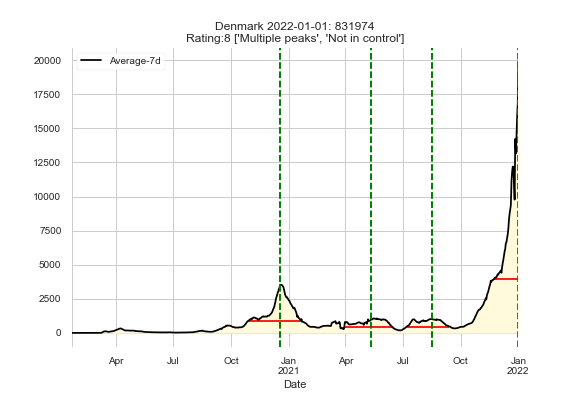 Denmark 2022-01-01: 831974
Rating:8 ['Multiple peaks', 'Not in control']
Average-7d
20000
17500
15000
12500
10000
7500
5000
2500
0
Apr Jul Oct Jan Apr Jul Oct Jan
2021 2022
Date